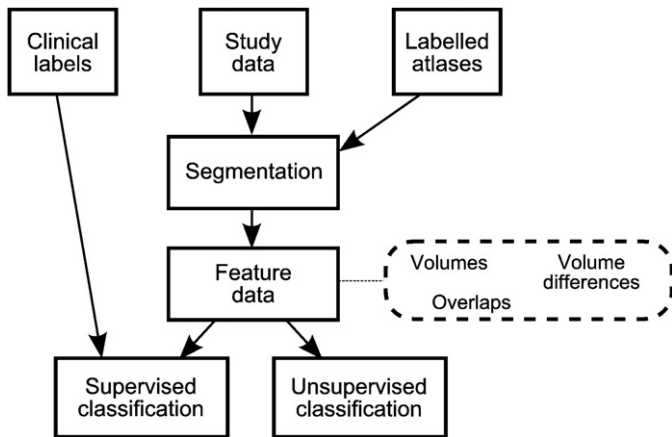 Clinical
labels
Study
data
Labelled
atlases
Segmentation
Feature
data
Volumes
Volume
differences
Overlaps
Supervised
classification
Unsupervised
classification